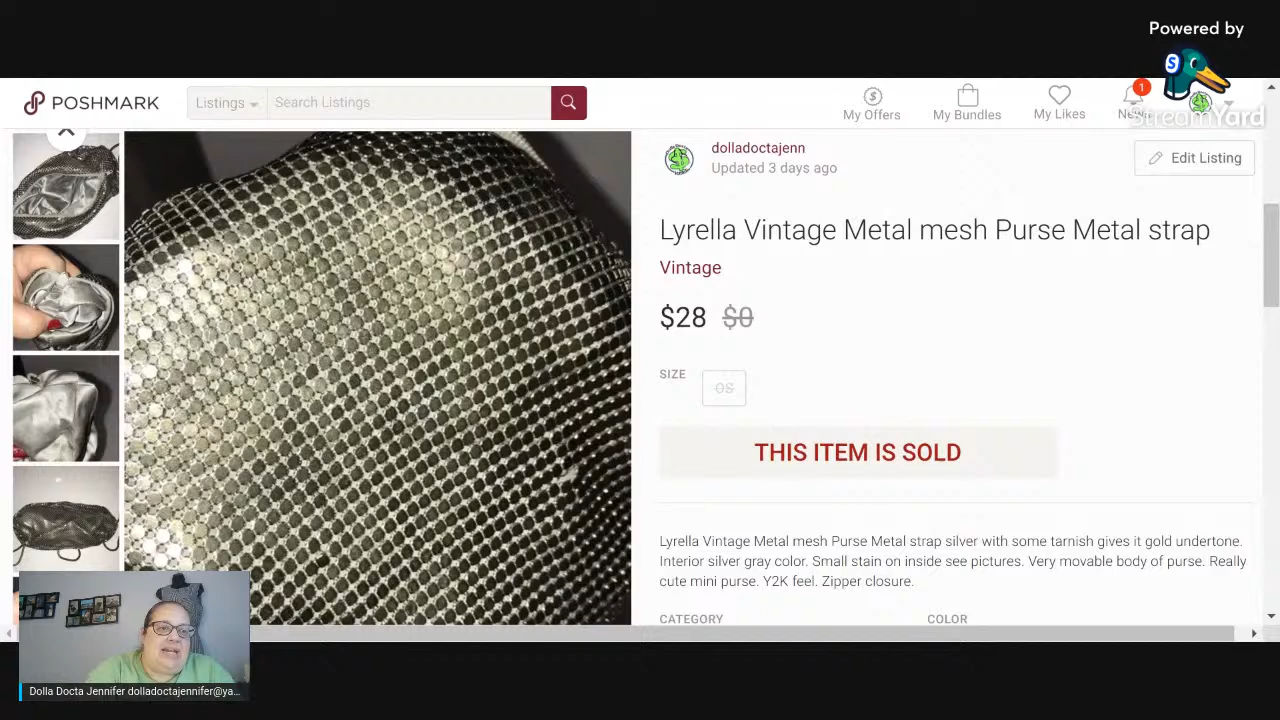 Powered by
StreamYard
POSHMARK
Listings
Search Listings
My Offers
My Bundles
My Likes
1
dolladoctajenn
Updated 3 days ago
Edit Listing
Lyrella Vintage Metal mesh Purse Metal strap
Vintage
$28 $0
SIZE
OS
THIS ITEM IS SOLD
Lyrella Vintage Metal mesh Purse Metal strap silver with some tarnish gives it gold undertone.
Interior silver gray color. Small stain on inside see pictures. Very movable body of purse. Really
cute mini purse. Y2K feel. Zipper closure.
CATEGORY
COLOR
Dolla Docta Jennifer dolladoctajennifer@ya...